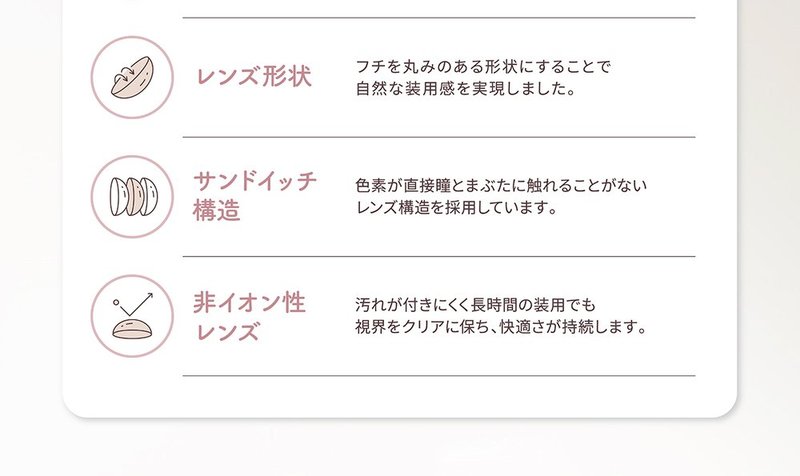 レンズ形状
フチを丸みのある形状にすることで
自然な装用感を実現しました。
サンドイッチ
構造
色素が直接瞳とまぶたに触れることがない
レンズ構造を採用しています。
非イオン性
レンズ
汚れが付きにくく長時間の装用でも
視界をクリアに保ち、快適さが持続します。